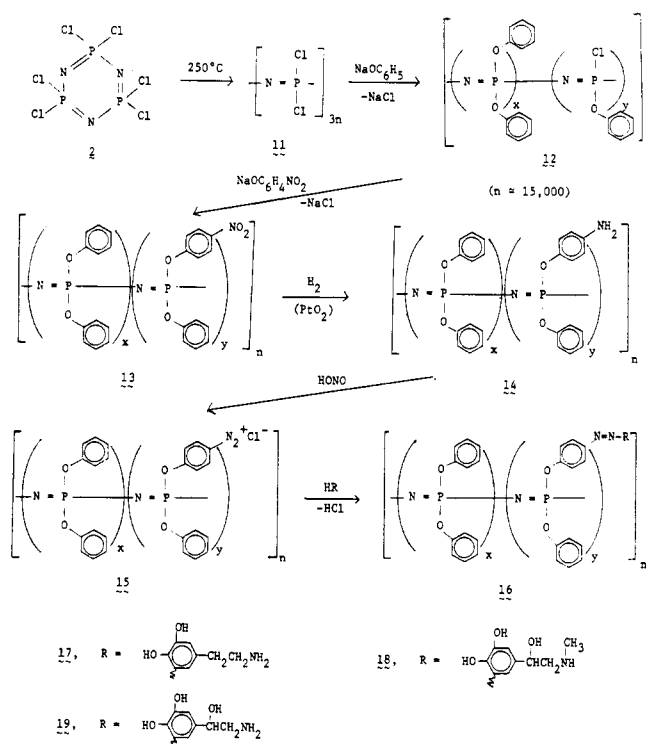 Cl Cl
P
Cl N N Cl
P P
Cl N Cl
2
250°C
Cl
- N = P -
Cl
3n
11
NaOC6H5
-NaCl
O Cl
- N = P N = P
O x O y
12
(n ≃ 15,000)
NaOC6H4NO2
-NaCl
NO2
O O
N = P N = P
O O
x y n
13
H2
(PtO2)
NH2
O O
N = P N = P
O O
x y n
14
HONO
N2+Cl-
O O
N = P N = P
O O
x y n
15
HR
-HCl
N=N-R
O O
N = P N = P
O O
x y n
16
17, R = HO OH CH2CH2NH2
18, R = HO OH OH CH3 CHCH2NH
19, R = HO OH OH CHCH2NH2